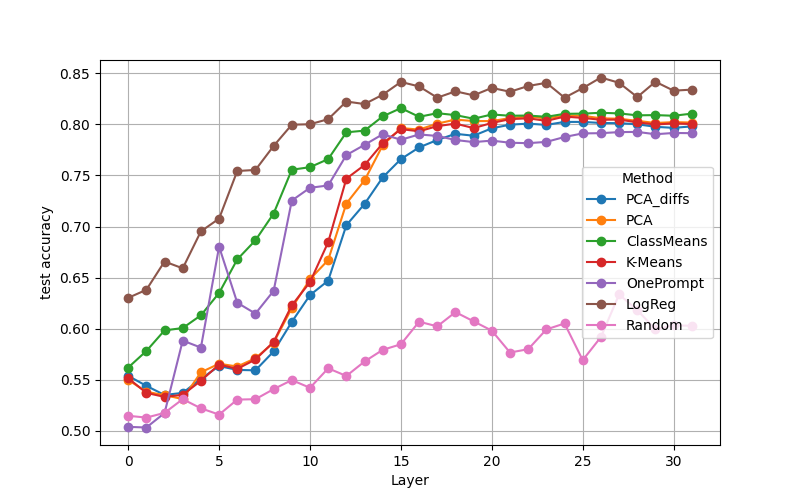 0.85
0.80
0.75
0.70
0.65
0.60
0.55
0.50
test accuracy
Method
PCA_diffs
PCA
ClassMeans
K-Means
OnePrompt
LogReg
Random
0 5 10 15 20 25 30
Layer